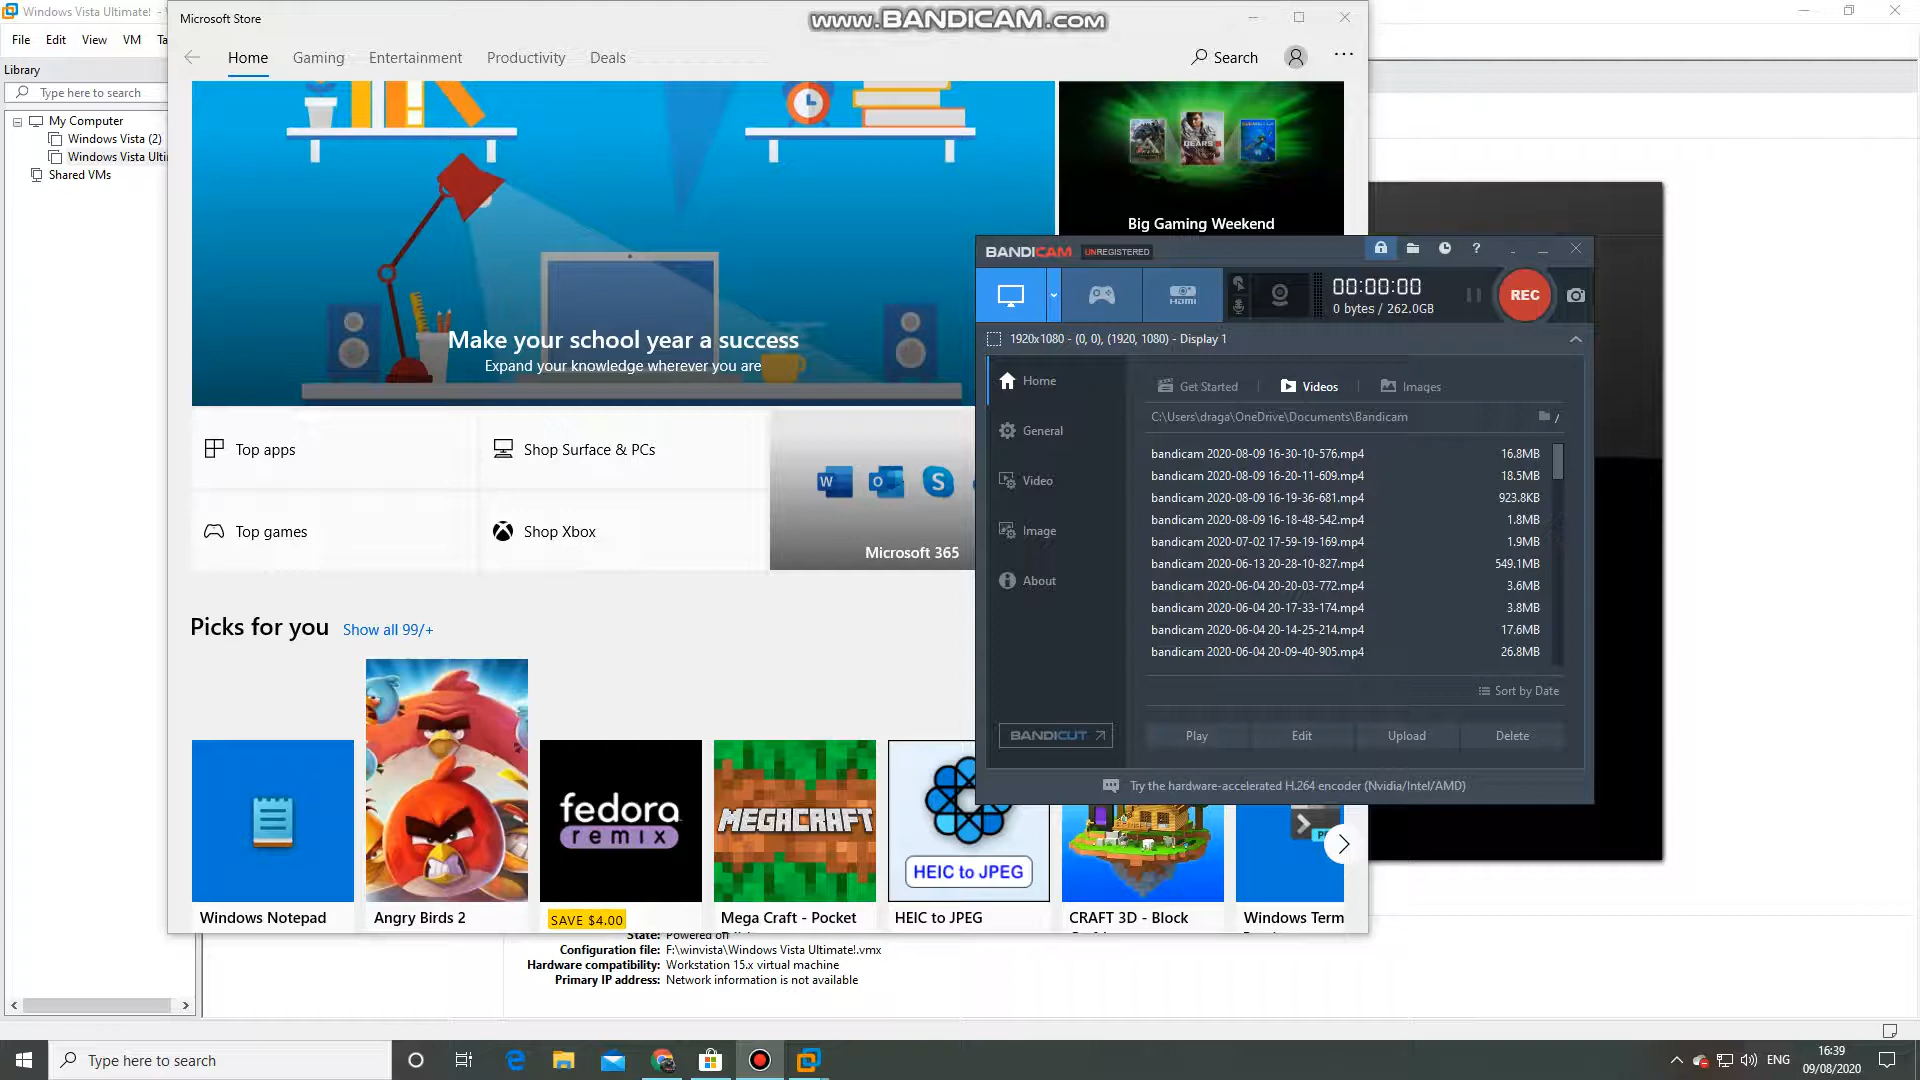 Windows Vista Ultimate! -
File Edit View VM Ta
Library
Type here to search
My Computer
Windows Vista (2)
Windows Vista Ulti
Shared VMs
Microsoft Store
www.BANDICAM.com
Home Gaming Entertainment Productivity Deals
Search
Make your school year a success
Expand your knowledge wherever you are
GEARS
Big Gaming Weekend
Top apps
Shop Surface & PCs
Top games
Shop Xbox
Microsoft 365
Picks for you Show all 99/+
fedora
remix
MEGACRAFT
HEIC to JPEG
Windows Notepad
Angry Birds 2
SAVE $4.00
Mega Craft - Pocket
HEIC to JPEG
CRAFT 3D - Block
Windows Term
BANDICAM UNREGISTERED
HDMI
00:00:00
0 bytes / 262.0GB
REC
1920x1080 - (0, 0), (1920, 1080) - Display 1
Home
General
Video
Image
About
BANDICUT
Get Started Videos Images
C:\Users\draga\OneDrive\Documents\Bandicam
bandicam 2020-08-09 16-30-10-576.mp4 16.8MB
bandicam 2020-08-09 16-20-11-609.mp4 18.5MB
bandicam 2020-08-09 16-19-36-681.mp4 923.8KB
bandicam 2020-08-09 16-18-48-542.mp4 1.8MB
bandicam 2020-07-02 17-59-19-169.mp4 1.9MB
bandicam 2020-06-13 20-28-10-827.mp4 549.1MB
bandicam 2020-06-04 20-20-03-772.mp4 3.6MB
bandicam 2020-06-04 20-17-33-174.mp4 3.8MB
bandicam 2020-06-04 20-14-25-214.mp4 17.6MB
bandicam 2020-06-04 20-09-40-905.mp4 26.8MB
Sort by Date
Play Edit Upload Delete
Try the hardware-accelerated H.264 encoder (Nvidia/Intel/AMD)
State: Powered off
Configuration file: F:\winvista\Windows Vista Ultimate!.vmx
Hardware compatibility: Workstation 15.x virtual machine
Primary IP address: Network information is not available
Type here to search
ENG
16:39
09/08/2020